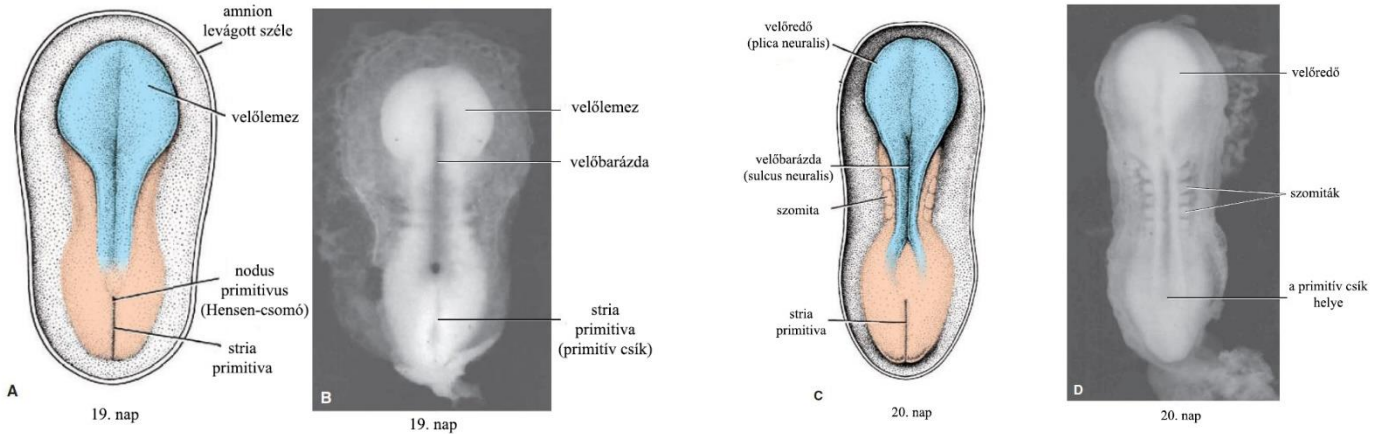 amnion
levágott széle
velőlemez
nodus
primitivus
(Hensen-csomó)
stria
primitiva
A
19. nap
velőlemez
velőbarázda
stria
primitiva
(primitív csík)
B
19. nap
velőredő
(plica neuralis)
velőbarázda
(sulcus neuralis)
szomita
stria
primitiva
C
20. nap
velőredő
szomiták
a primitív csík
helye
D
20. nap